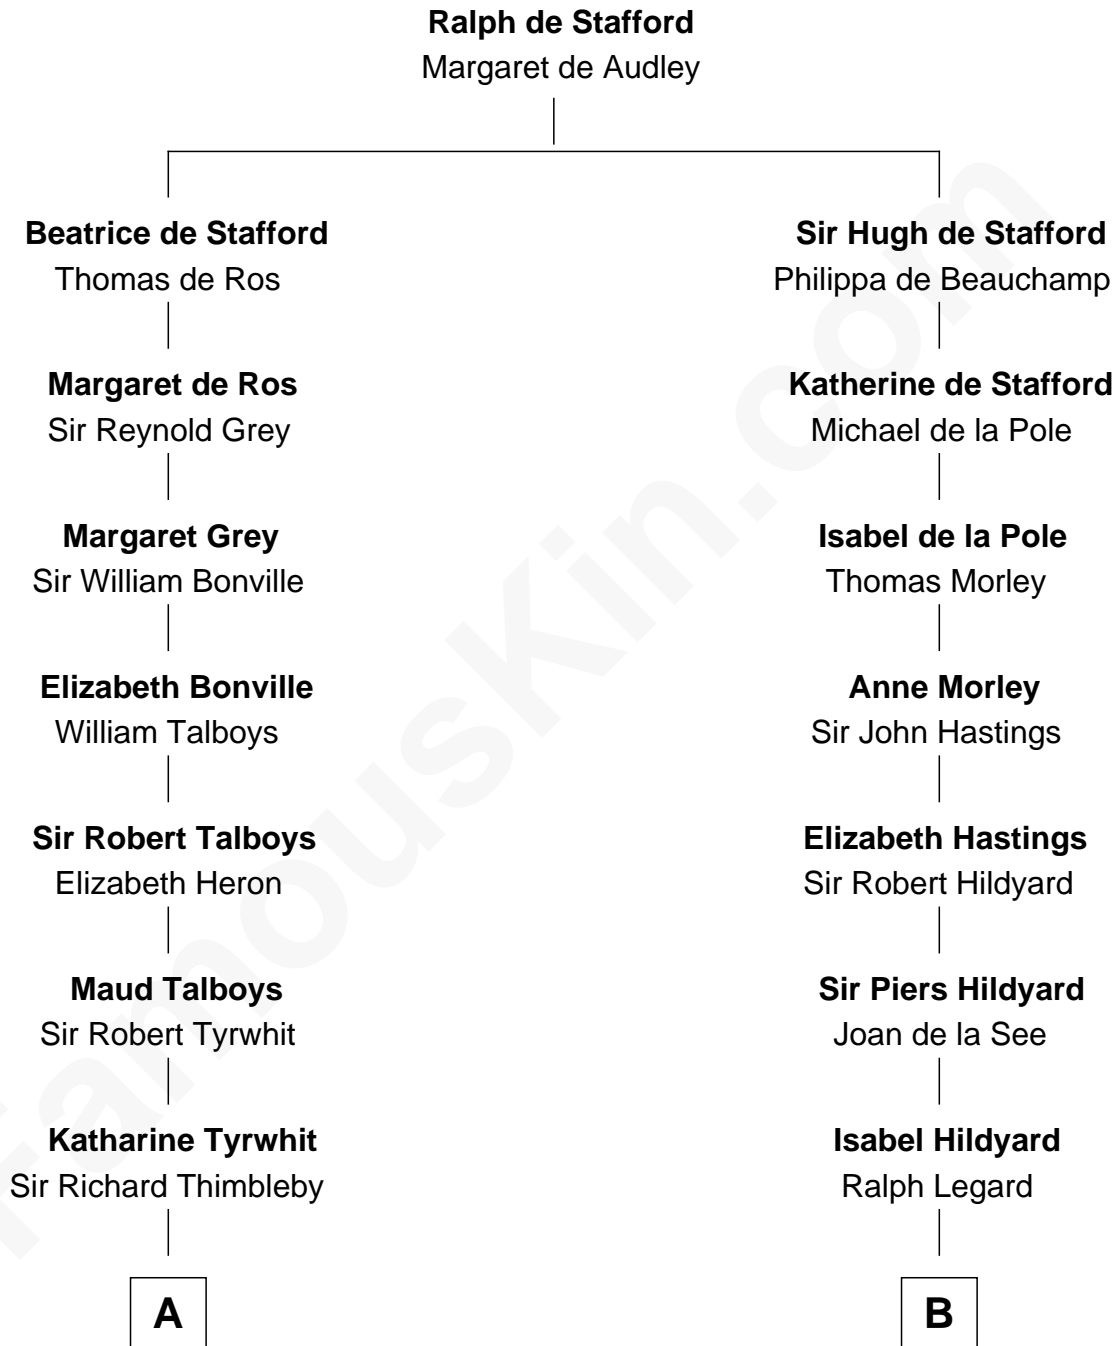 Ralph de Stafford
Margaret de Audley
Beatrice de Stafford
Thomas de Ros
Sir Hugh de Stafford
Philippa de Beauchamp
Margaret de Ros
Sir Reynold Grey
Katherine de Stafford
Michael de la Pole
Margaret Grey
Sir William Bonville
Isabel de la Pole
Thomas Morley
Elizabeth Bonville
William Talboys
Anne Morley
Sir John Hastings
Sir Robert Talboys
Elizabeth Heron
Elizabeth Hastings
Sir Robert Hildyard
Maud Talboys
Sir Robert Tyrwhit
Sir Piers Hildyard
Joan de la See
Katharine Tyrwhit
Sir Richard Thimbleby
Isabel Hildyard
Ralph Legard
A
B
FamousKin.com